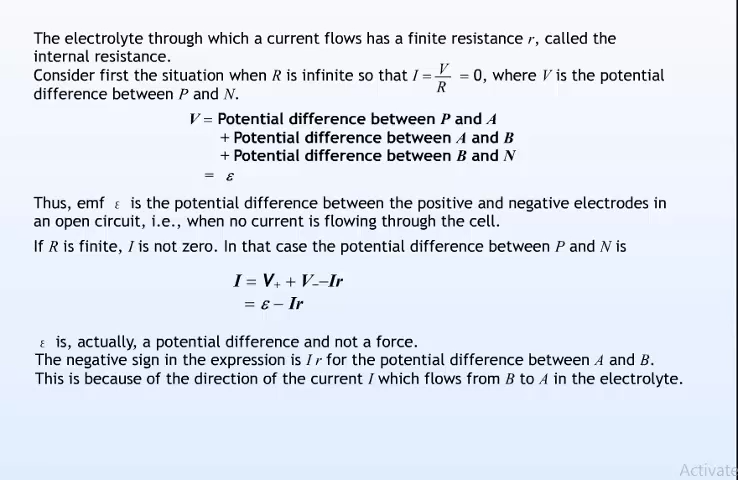 The electrolyte through which a current flows has a finite resistance r, called the
internal resistance.
Consider first the situation when R is infinite so that I = V/R = 0, where V is the potential
difference between P and N.
V = Potential difference between P and A
+ Potential difference between A and B
+ Potential difference between B and N
= ε
Thus, emf ε is the potential difference between the positive and negative electrodes in
an open circuit, i.e., when no current is flowing through the cell.
If R is finite, I is not zero. In that case the potential difference between P and N is
I = V₊ + V₋–Ir
= ε – Ir
ε is, actually, a potential difference and not a force.
The negative sign in the expression is I r for the potential difference between A and B.
This is because of the direction of the current I which flows from B to A in the electrolyte.
Activate